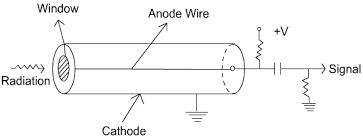 Window
Anode Wire
+V
Radiation
Signal
Cathode